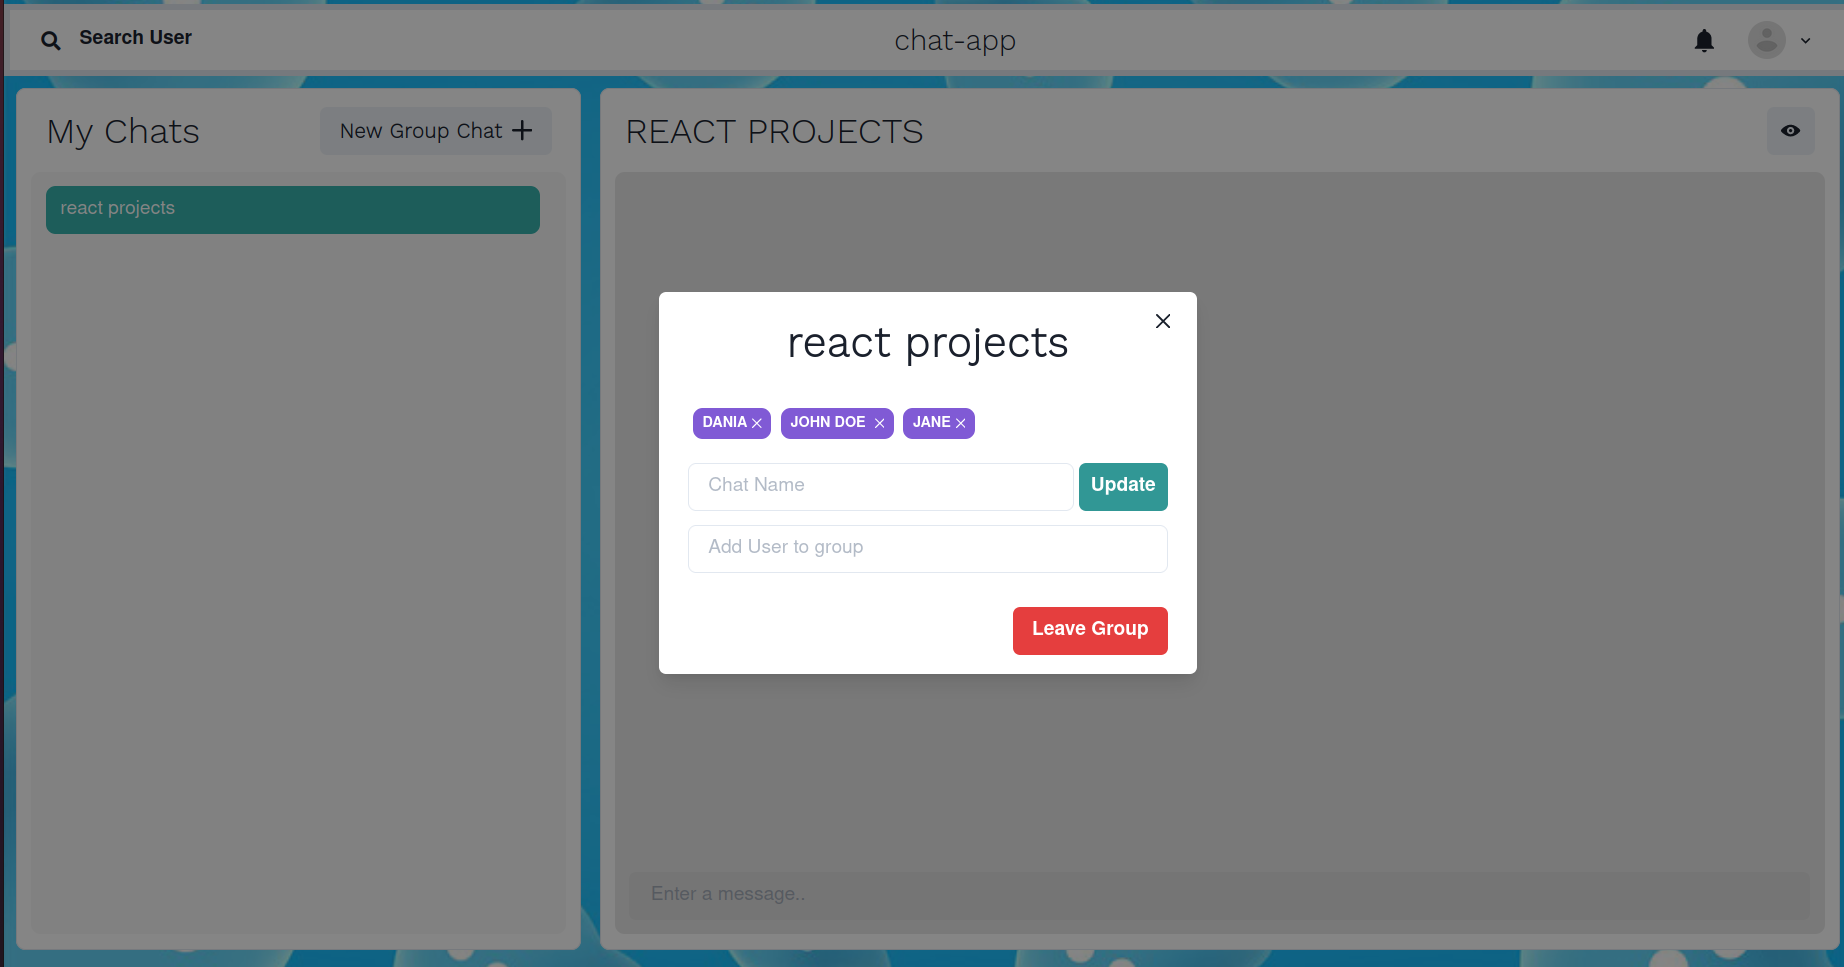 Search User
chat-app
My Chats
New Group Chat
react projects
REACT PROJECTS
react projects
DANIA
JOHN DOE
JANE
Chat Name
Update
Add User to group
Leave Group
Enter a message..